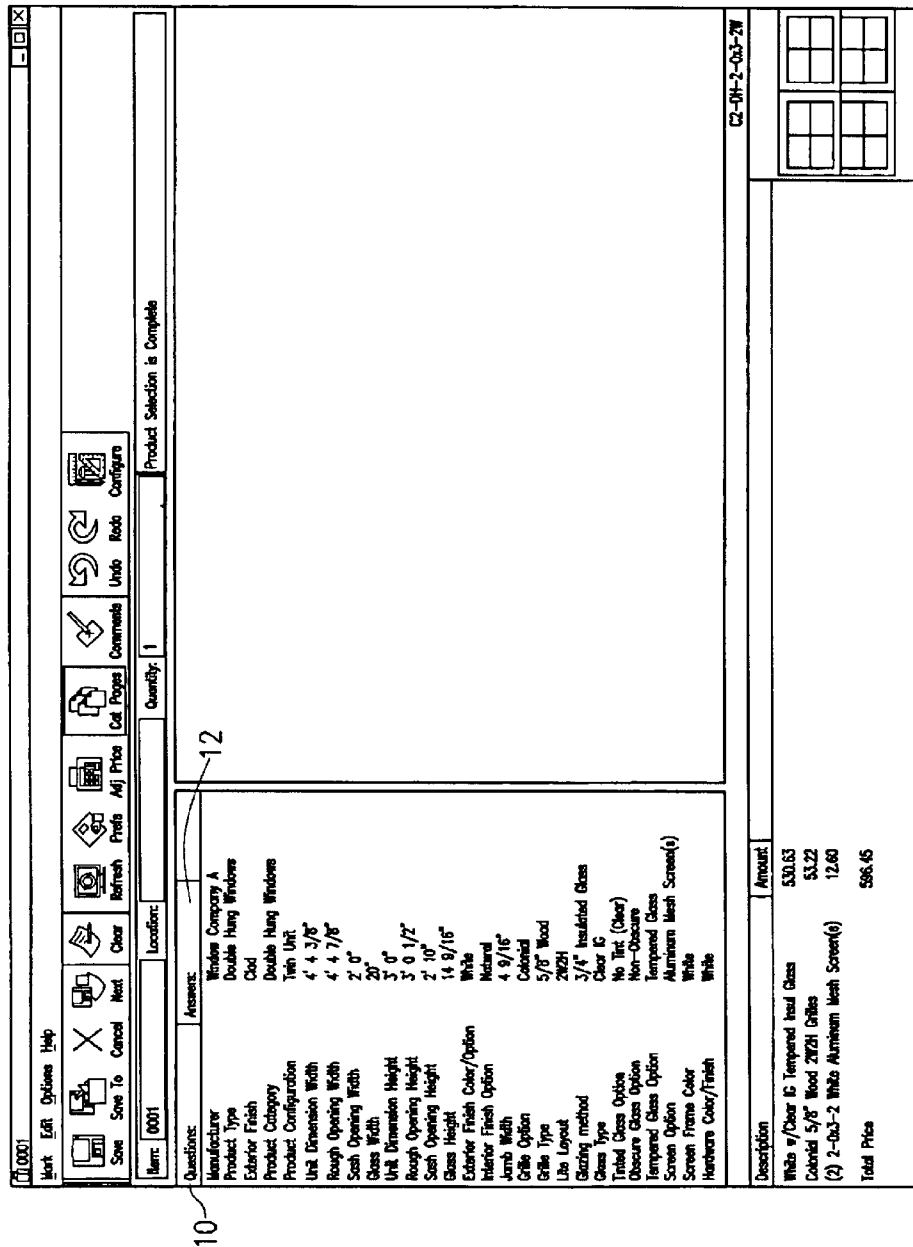 0001
Work Edit Options Help
Save Save To Cancel Next Clear Refresh Prefs Adj Price Cat Pages Comments Undo Redo Configure
Item: 0001 Location: Quantity: 1 Product Selection is Complete
Questions: Answers:
Manufacturer Window Company A
Product Type Double Hung Windows
Exterior Finish Clad
Product Category Double Hung Windows
Product Configuration Twin Unit
Unit Dimension Width 4' 4 3/8"
Rough Opening Width 4' 4 7/8"
Sash Opening Width 2' 0"
Glass Width 20"
Unit Dimension Height 3' 0"
Rough Opening Height 3' 0 1/2"
Sash Opening Height 2' 10"
Glass Height 14 9/16"
Exterior Finish Color/Option White
Interior Finish Option Natural
Jamb Width 4 9/16"
Grille Option Colonial
Grille Type 5/8" Wood
Lite Layout 2W2H
Glazing method 3/4" Insulated Glass
Glass Type Clear IG
Tinted Glass Option No Tint (Clear)
Obscure Glass Option Non-Obscure
Tempered Glass Option Tempered Glass
Screen Option Aluminum Mesh Screen(s)
Screen Frame Color White
Hardware Color/Finish White
10
12
C2-DH-2-0x3-2W
Description Amount
White w/Clear IG Tempered Insul Glass 530.63
Colonial 5/8" Wood 2W2H Grilles 53.22
(2) 2-0x3-2 White Aluminum Mesh Screen(s) 12.60
Total Price 596.45